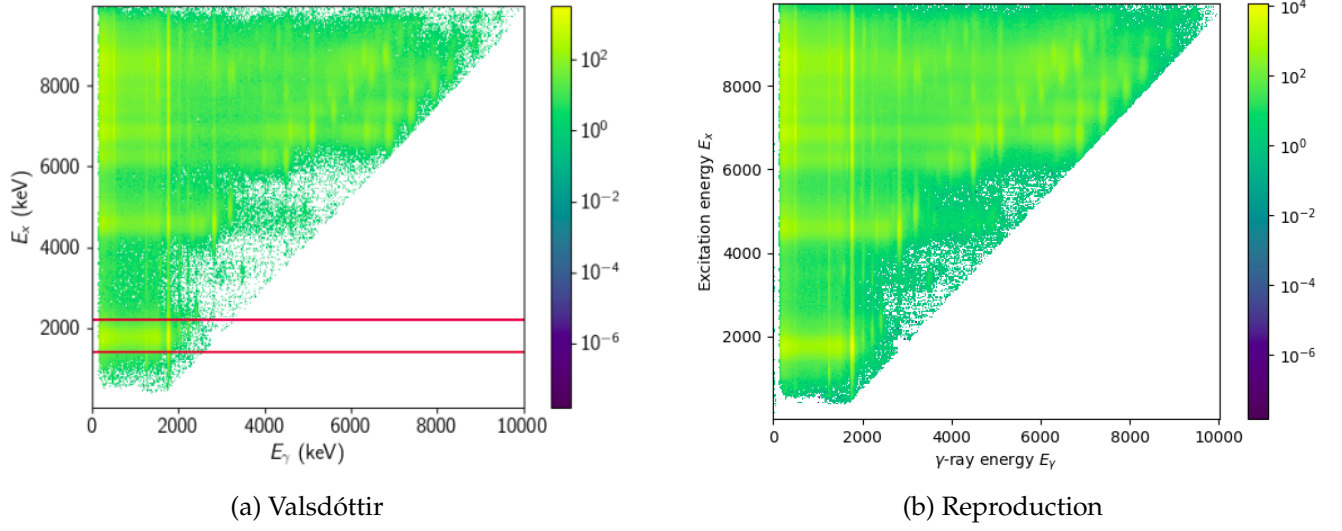 8000
6000
4000
2000
0
0 2000 4000 6000 8000 10000
E_x (keV)
E_γ (keV)
10^2
10^0
10^-2
10^-4
10^-6
(a) Valsdóttir
8000
6000
4000
2000
0 2000 4000 6000 8000 10000
Excitation energy E_x
γ-ray energy E_γ
10^4
10^2
10^0
10^-2
10^-4
10^-6
(b) Reproduction